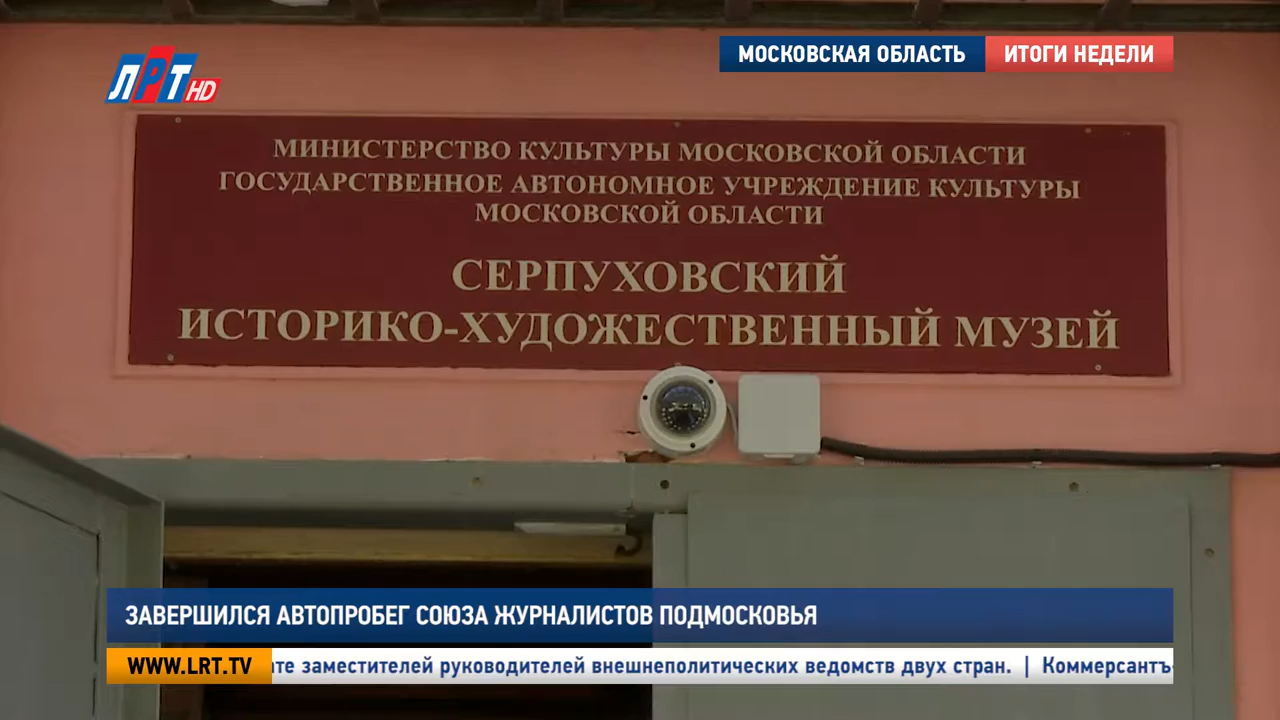 ЛРТ HD
МОСКОВСКАЯ ОБЛАСТЬ ИТОГИ НЕДЕЛИ
МИНИСТЕРСТВО КУЛЬТУРЫ МОСКОВСКОЙ ОБЛАСТИ
ГОСУДАРСТВЕННОЕ АВТОНОМНОЕ УЧРЕЖДЕНИЕ КУЛЬТУРЫ
МОСКОВСКОЙ ОБЛАСТИ
СЕРПУХОВСКИЙ
ИСТОРИКО-ХУДОЖЕСТВЕННЫЙ МУЗЕЙ
ЗАВЕРШИЛСЯ АВТОПРОБЕГ СОЮЗА ЖУРНАЛИСТОВ ПОДМОСКОВЬЯ
WWW.LRT.TV заместителей руководителей внешнеполитических ведомств двух стран. | Коммерсантъ-